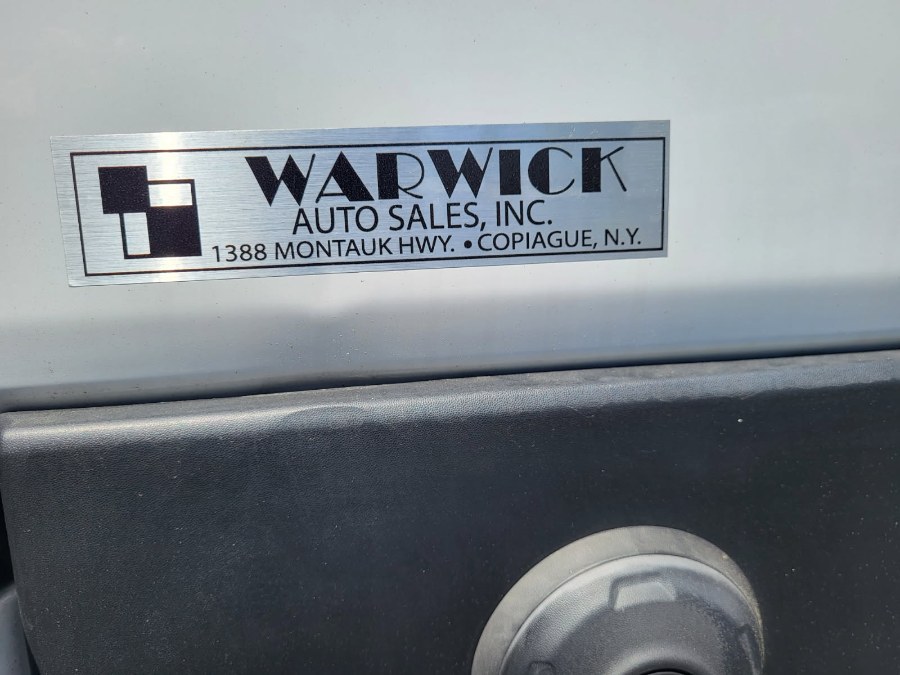 WARWICK
AUTO SALES, INC.
1388 MONTAUK HWY. • COPIAGUE, N.Y.